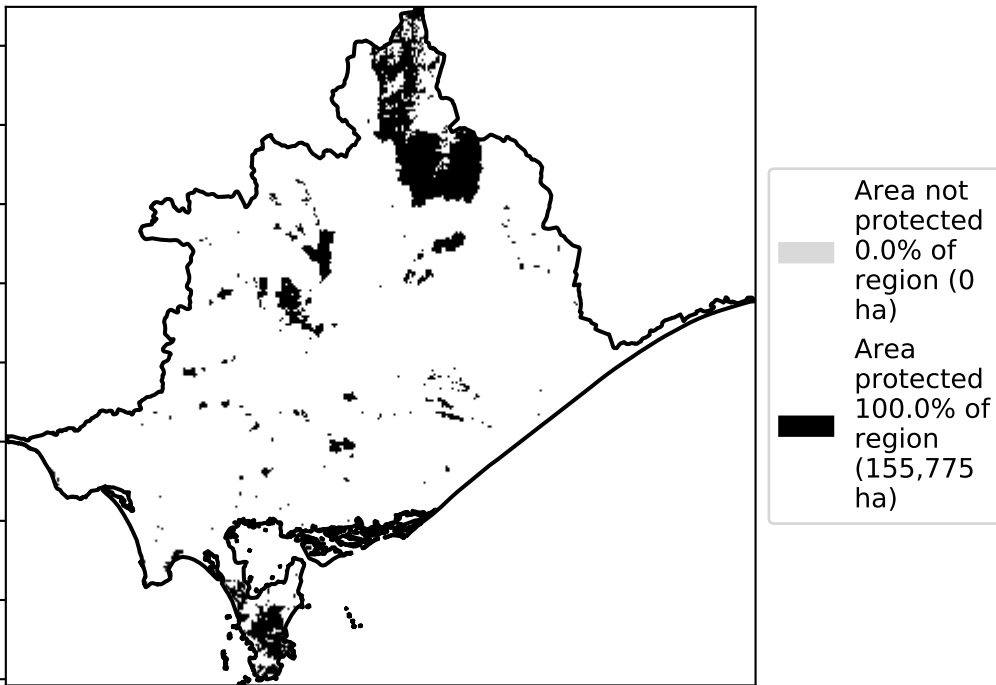 Area not
protected
0.0% of
region (0
ha)
Area
protected
100.0% of
region
(155,775
ha)